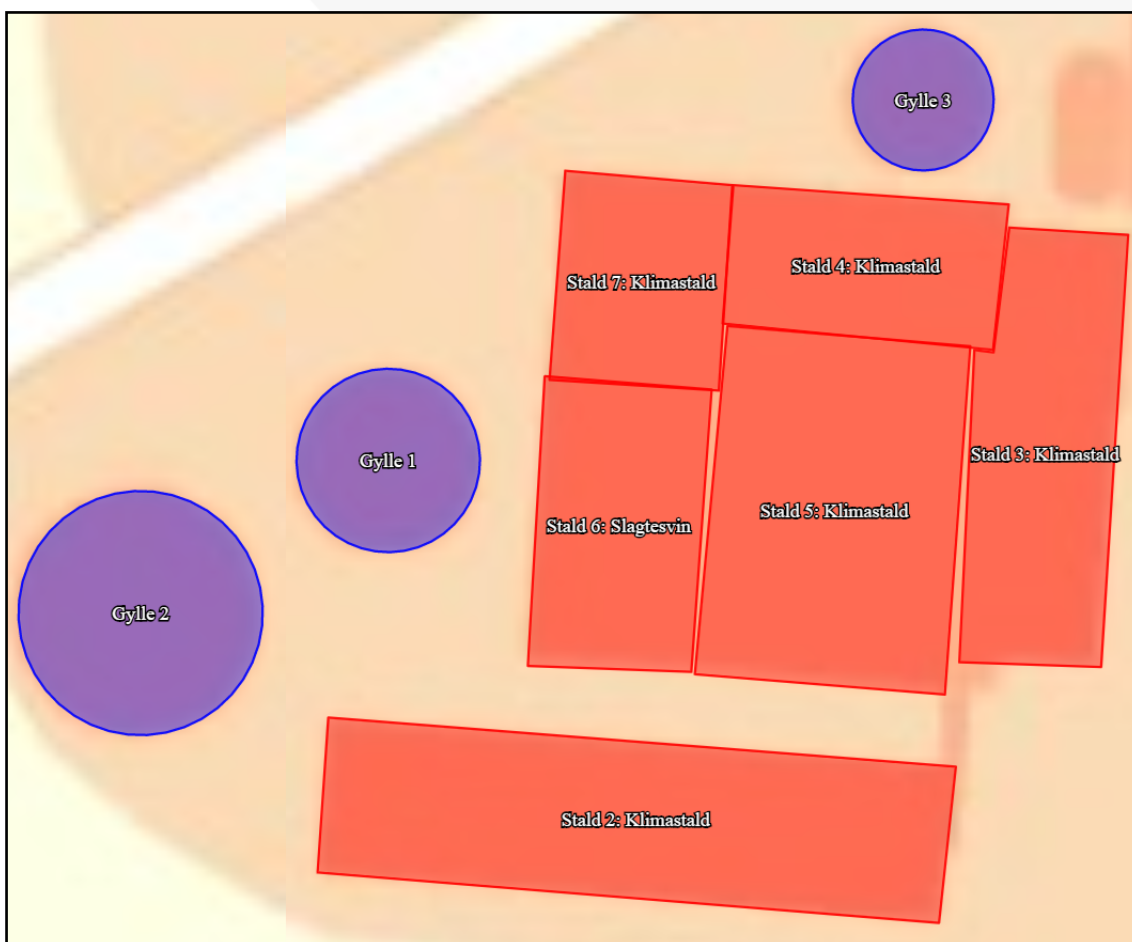 Gylle 3
Stald 4: Klimastald
Stald 7: Klimastald
Stald 3: Klimastald
Gylle 1
Stald 5: Klimastald
Stald 6: Slagtesvin
Gylle 2
Stald 2: Klimastald